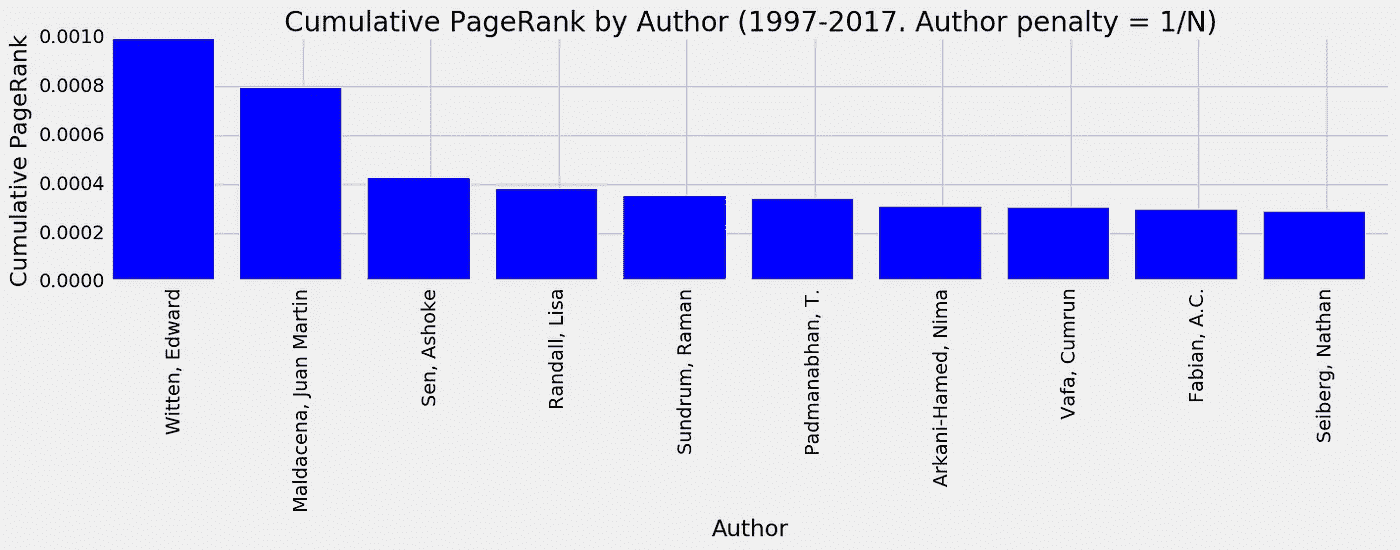 Cumulative PageRank by Author (1997-2017. Author penalty = 1/N)
Cumulative PageRank
0.0010
0.0008
0.0006
0.0004
0.0002
0.0000
Witten, Edward
Maldacena, Juan Martin
Sen, Ashoke
Randall, Lisa
Sundrum, Raman
Padmanabhan, T.
Arkani-Hamed, Nima
Vafa, Cumrun
Fabian, A.C.
Seiberg, Nathan
Author